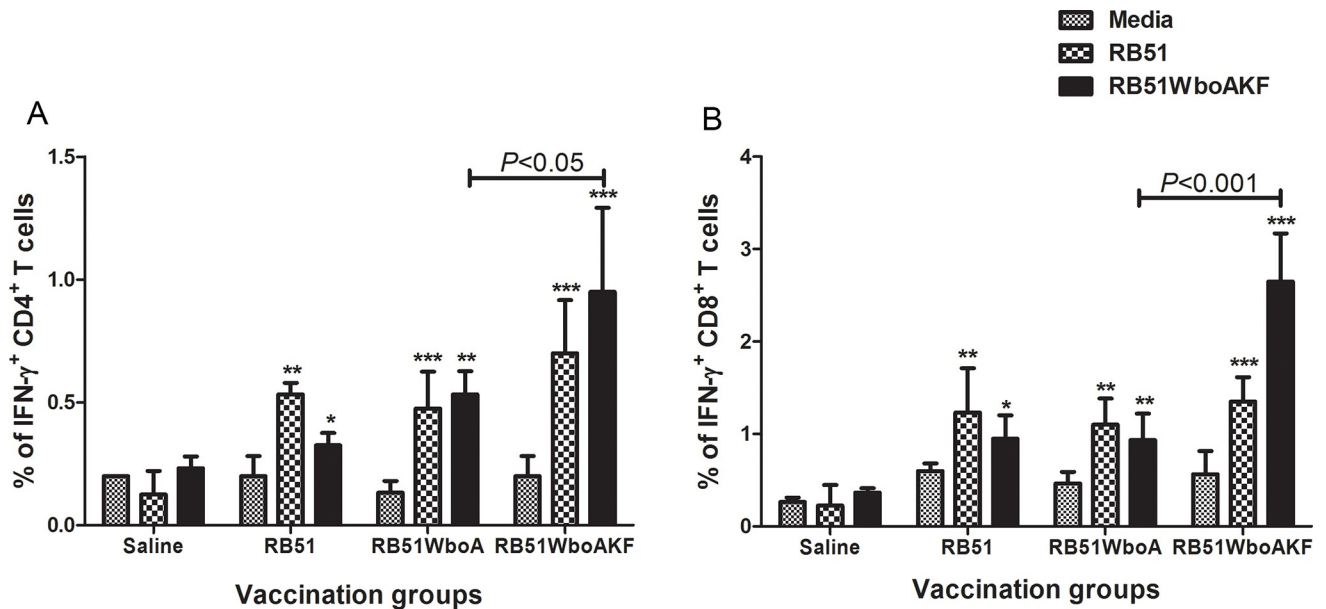 Media
RB51
RB51WboAKF
A
% of IFN-γ⁺ CD4⁺ T cells
1.5
1.0
0.5
0.0
P<0.05
**
*
***
**
***
***
Saline
RB51
RB51WboA
RB51WboAKF
Vaccination groups
B
% of IFN-γ⁺ CD8⁺ T cells
4
3
2
1
0
P<0.001
**
*
**
**
***
***
Saline
RB51
RB51WboA
RB51WboAKF
Vaccination groups